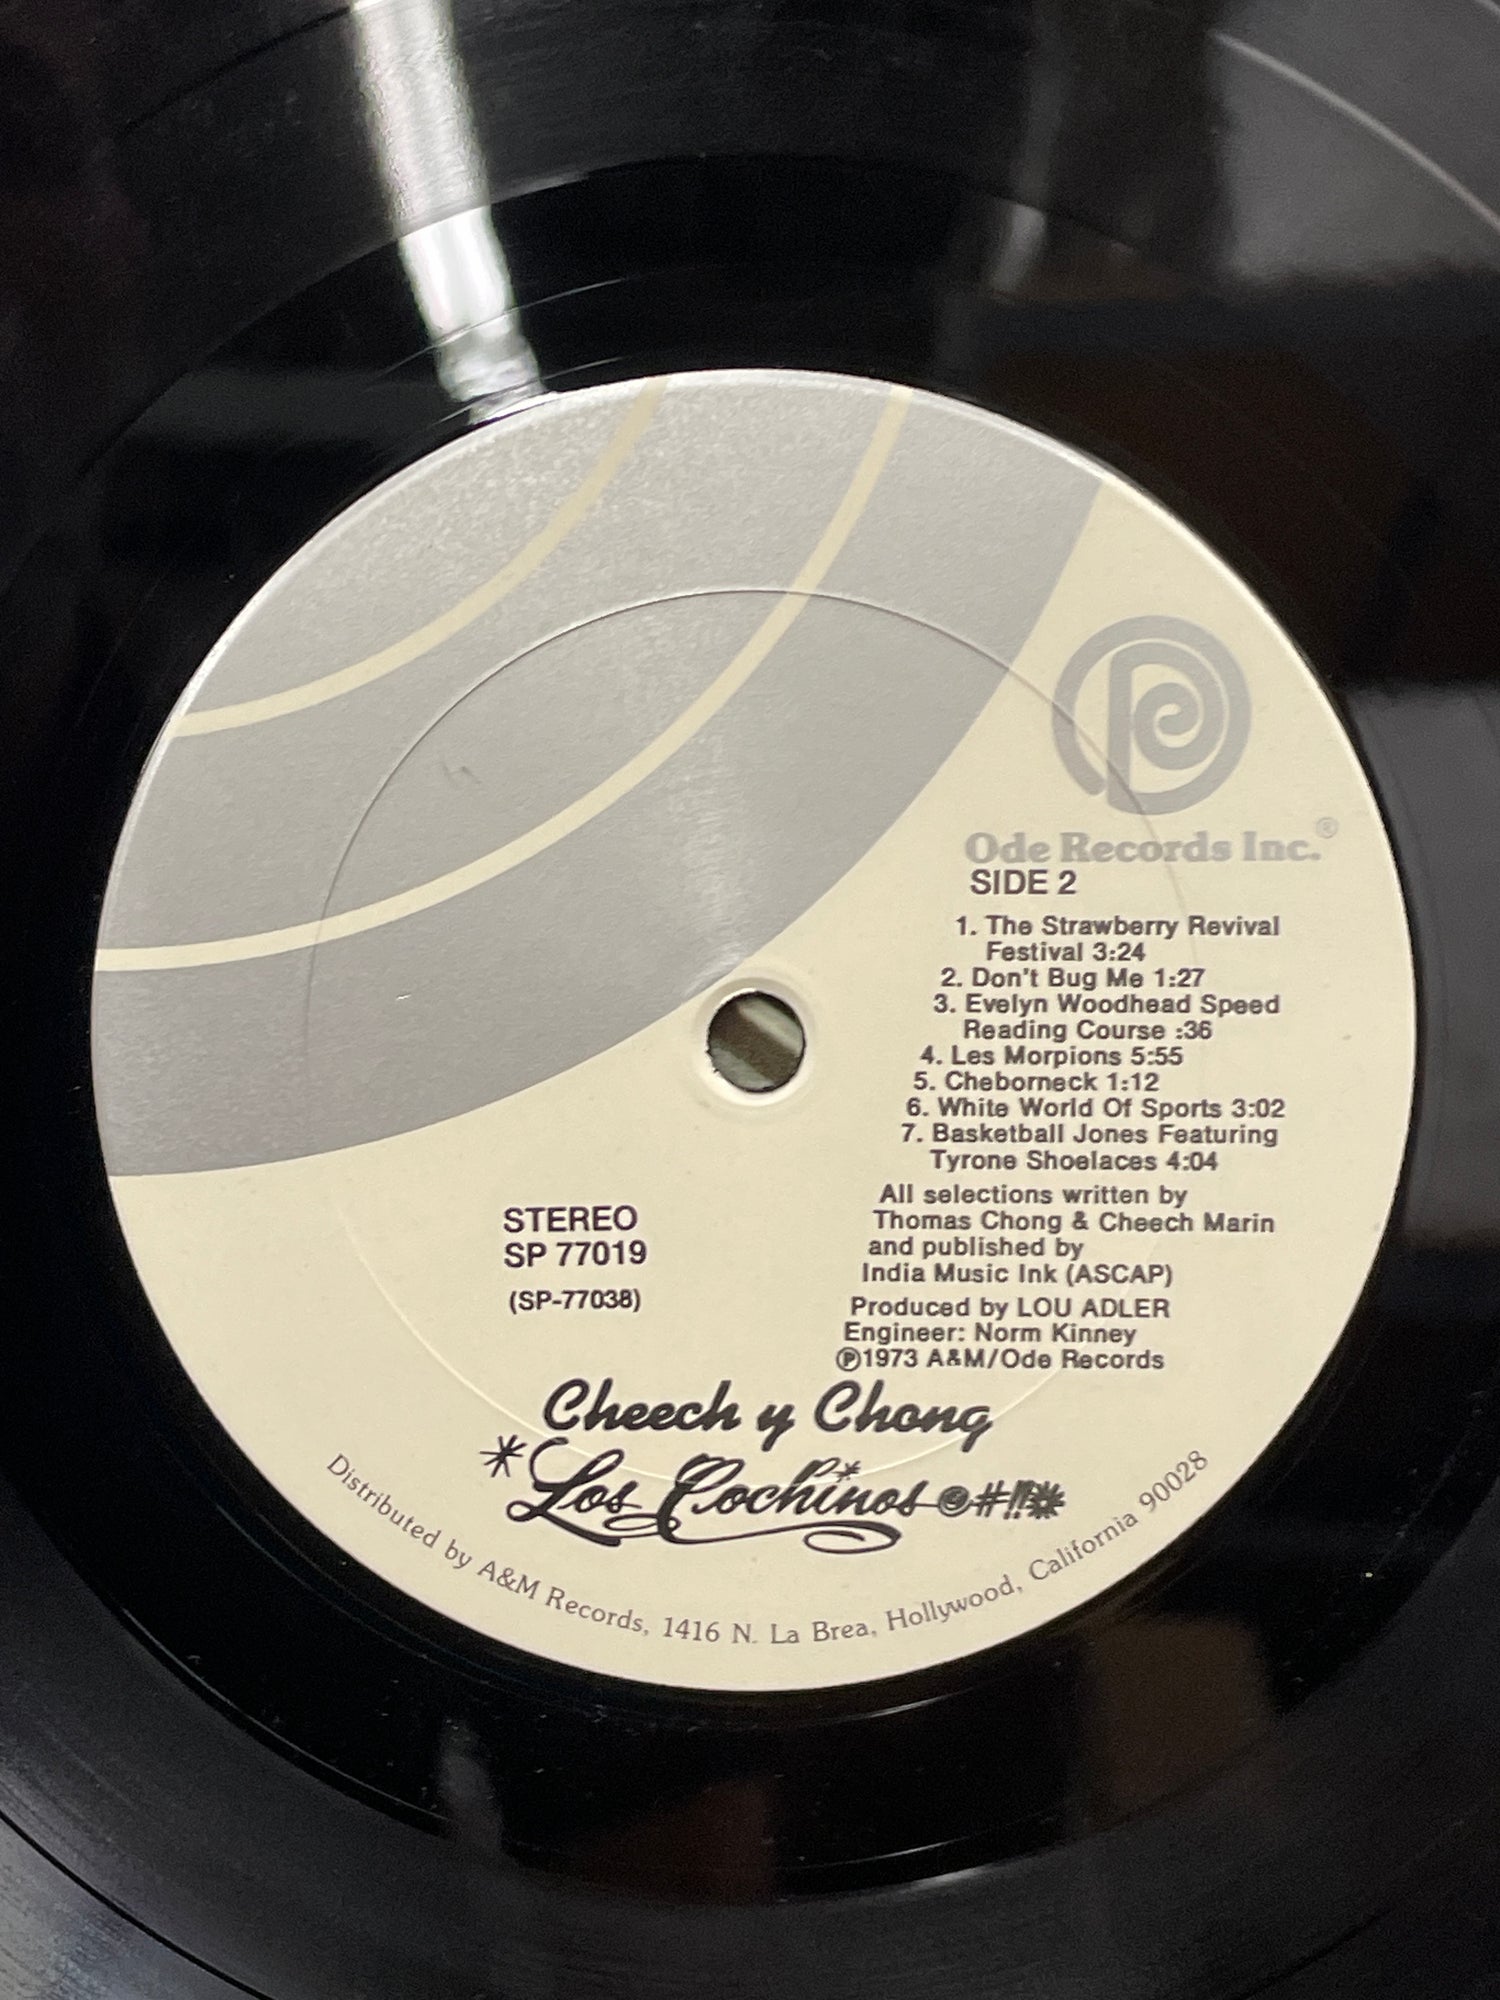 Ode Records Inc.®
SIDE 2
1. The Strawberry Revival
Festival 3:24
2. Don't Bug Me 1:27
3. Evelyn Woodhead Speed
Reading Course :36
4. Les Morpions 5:55
5. Cheborneck 1:12
6. White World Of Sports 3:02
7. Basketball Jones Featuring
Tyrone Shoelaces 4:04
All selections written by
Thomas Chong & Cheech Marin
and published by
India Music Ink (ASCAP)
Produced by LOU ADLER
Engineer: Norm Kinney
℗1973 A&M/Ode Records
STEREO
SP 77019
(SP-77038)
Cheech y Chong
*Los Cochinos @#!!*
Distributed by A&M Records, 1416 N. La Brea, Hollywood, California 90028